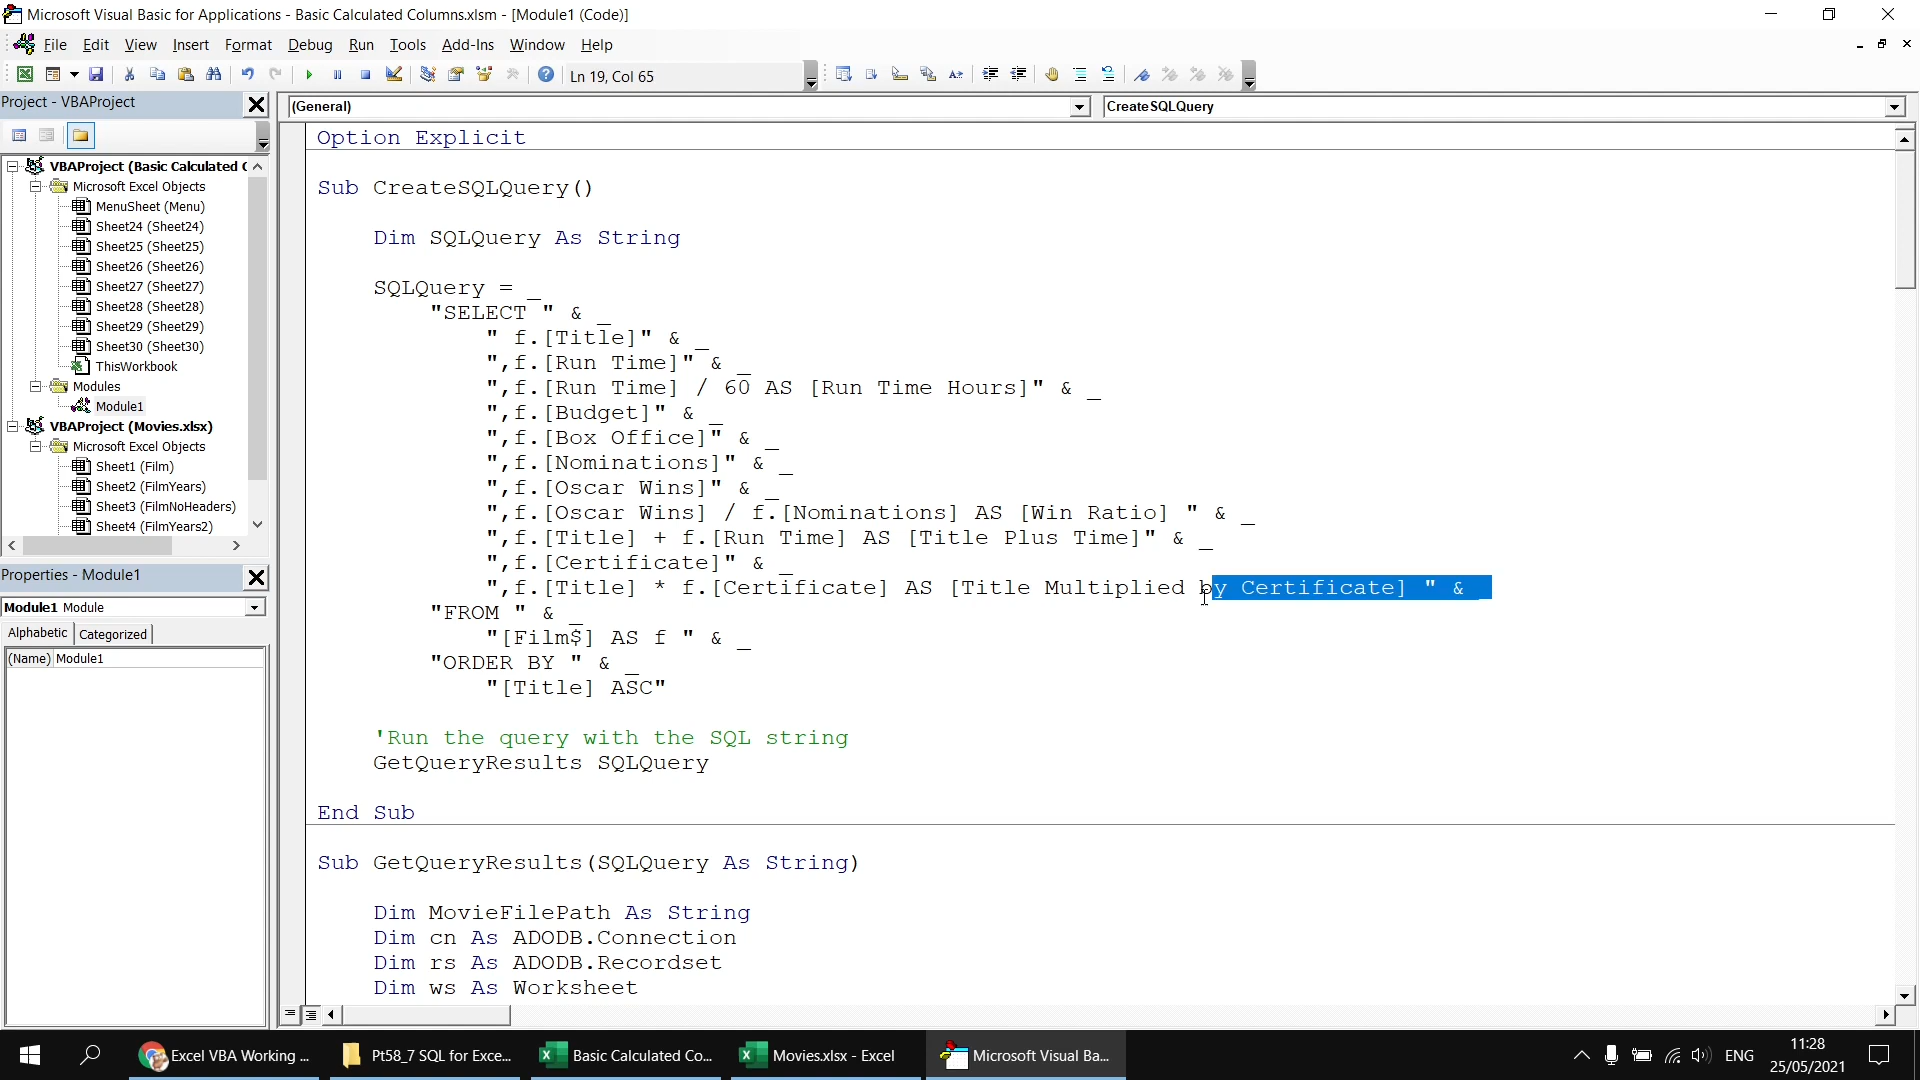 Microsoft Visual Basic for Applications - Basic Calculated Columns.xlsm - [Module1 (Code)]
File Edit View Insert Format Debug Run Tools Add-Ins Window Help
Ln 19, Col 65
Project - VBAProject
(General)
CreateSQLQuery
VBAProject (Basic Calculated C
Microsoft Excel Objects
MenuSheet (Menu)
Sheet24 (Sheet24)
Sheet25 (Sheet25)
Sheet26 (Sheet26)
Sheet27 (Sheet27)
Sheet28 (Sheet28)
Sheet29 (Sheet29)
Sheet30 (Sheet30)
ThisWorkbook
Modules
Module1
VBAProject (Movies.xlsx)
Microsoft Excel Objects
Sheet1 (Film)
Sheet2 (FilmYears)
Sheet3 (FilmNoHeaders)
Sheet4 (FilmYears2)
Properties - Module1
Module1 Module
Alphabetic Categorized
(Name) Module1
Option Explicit
Sub CreateSQLQuery()
Dim SQLQuery As String
SQLQuery = _
"SELECT " & _
" f.[Title]" & _
",f.[Run Time]" & _
",f.[Run Time] / 60 AS [Run Time Hours]" & _
",f.[Budget]" & _
",f.[Box Office]" & _
",f.[Nominations]" & _
",f.[Oscar Wins]" & _
",f.[Oscar Wins] / f.[Nominations] AS [Win Ratio] " & _
",f.[Title] + f.[Run Time] AS [Title Plus Time]" & _
",f.[Certificate]" & _
",f.[Title] * f.[Certificate] AS [Title Multiplied by Certificate] " & _
"FROM " & _
"[Film$] AS f " & _
"ORDER BY " & _
"[Title] ASC"
'Run the query with the SQL string
GetQueryResults SQLQuery
End Sub
Sub GetQueryResults(SQLQuery As String)
Dim MovieFilePath As String
Dim cn As ADODB.Connection
Dim rs As ADODB.Recordset
Dim ws As Worksheet
Excel VBA Working ...
Pt58_7 SQL for Exce...
Basic Calculated Co...
Movies.xlsx - Excel
Microsoft Visual Ba...
ENG
11:28
25/05/2021